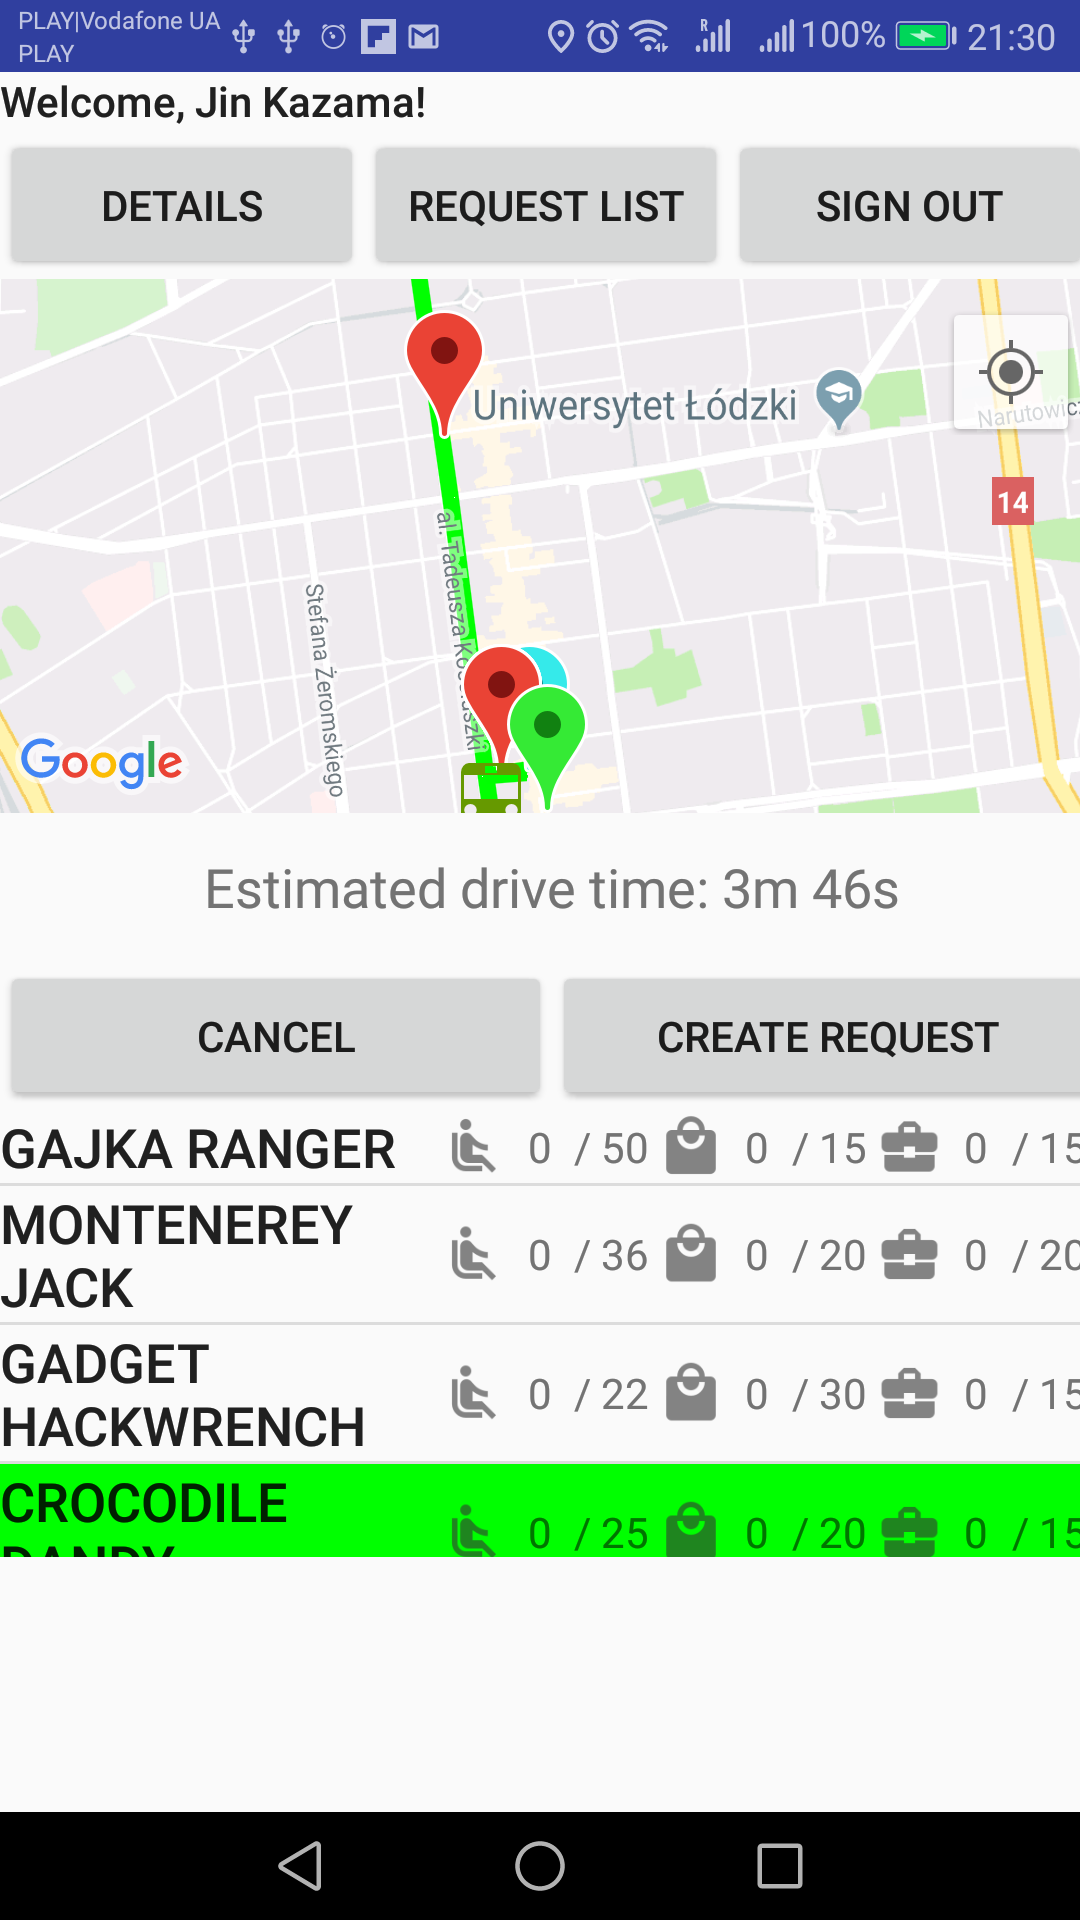 PLAY|Vodafone UA
PLAY
100% 21:30
Welcome, Jin Kazama!
DETAILS
REQUEST LIST
SIGN OUT
Uniwersytet Łódzki
Narutowicz
14
al. Tadeusza Kościuszki
Stefana Żeromskiego
Google
Estimated drive time: 3m 46s
CANCEL
CREATE REQUEST
GAJKA RANGER 0 / 50 0 / 15 0 / 15
MONTENEREY
JACK 0 / 36 0 / 20 0 / 20
GADGET
HACKWRENCH 0 / 22 0 / 30 0 / 15
CROCODILE
DANDY 0 / 25 0 / 20 0 / 15